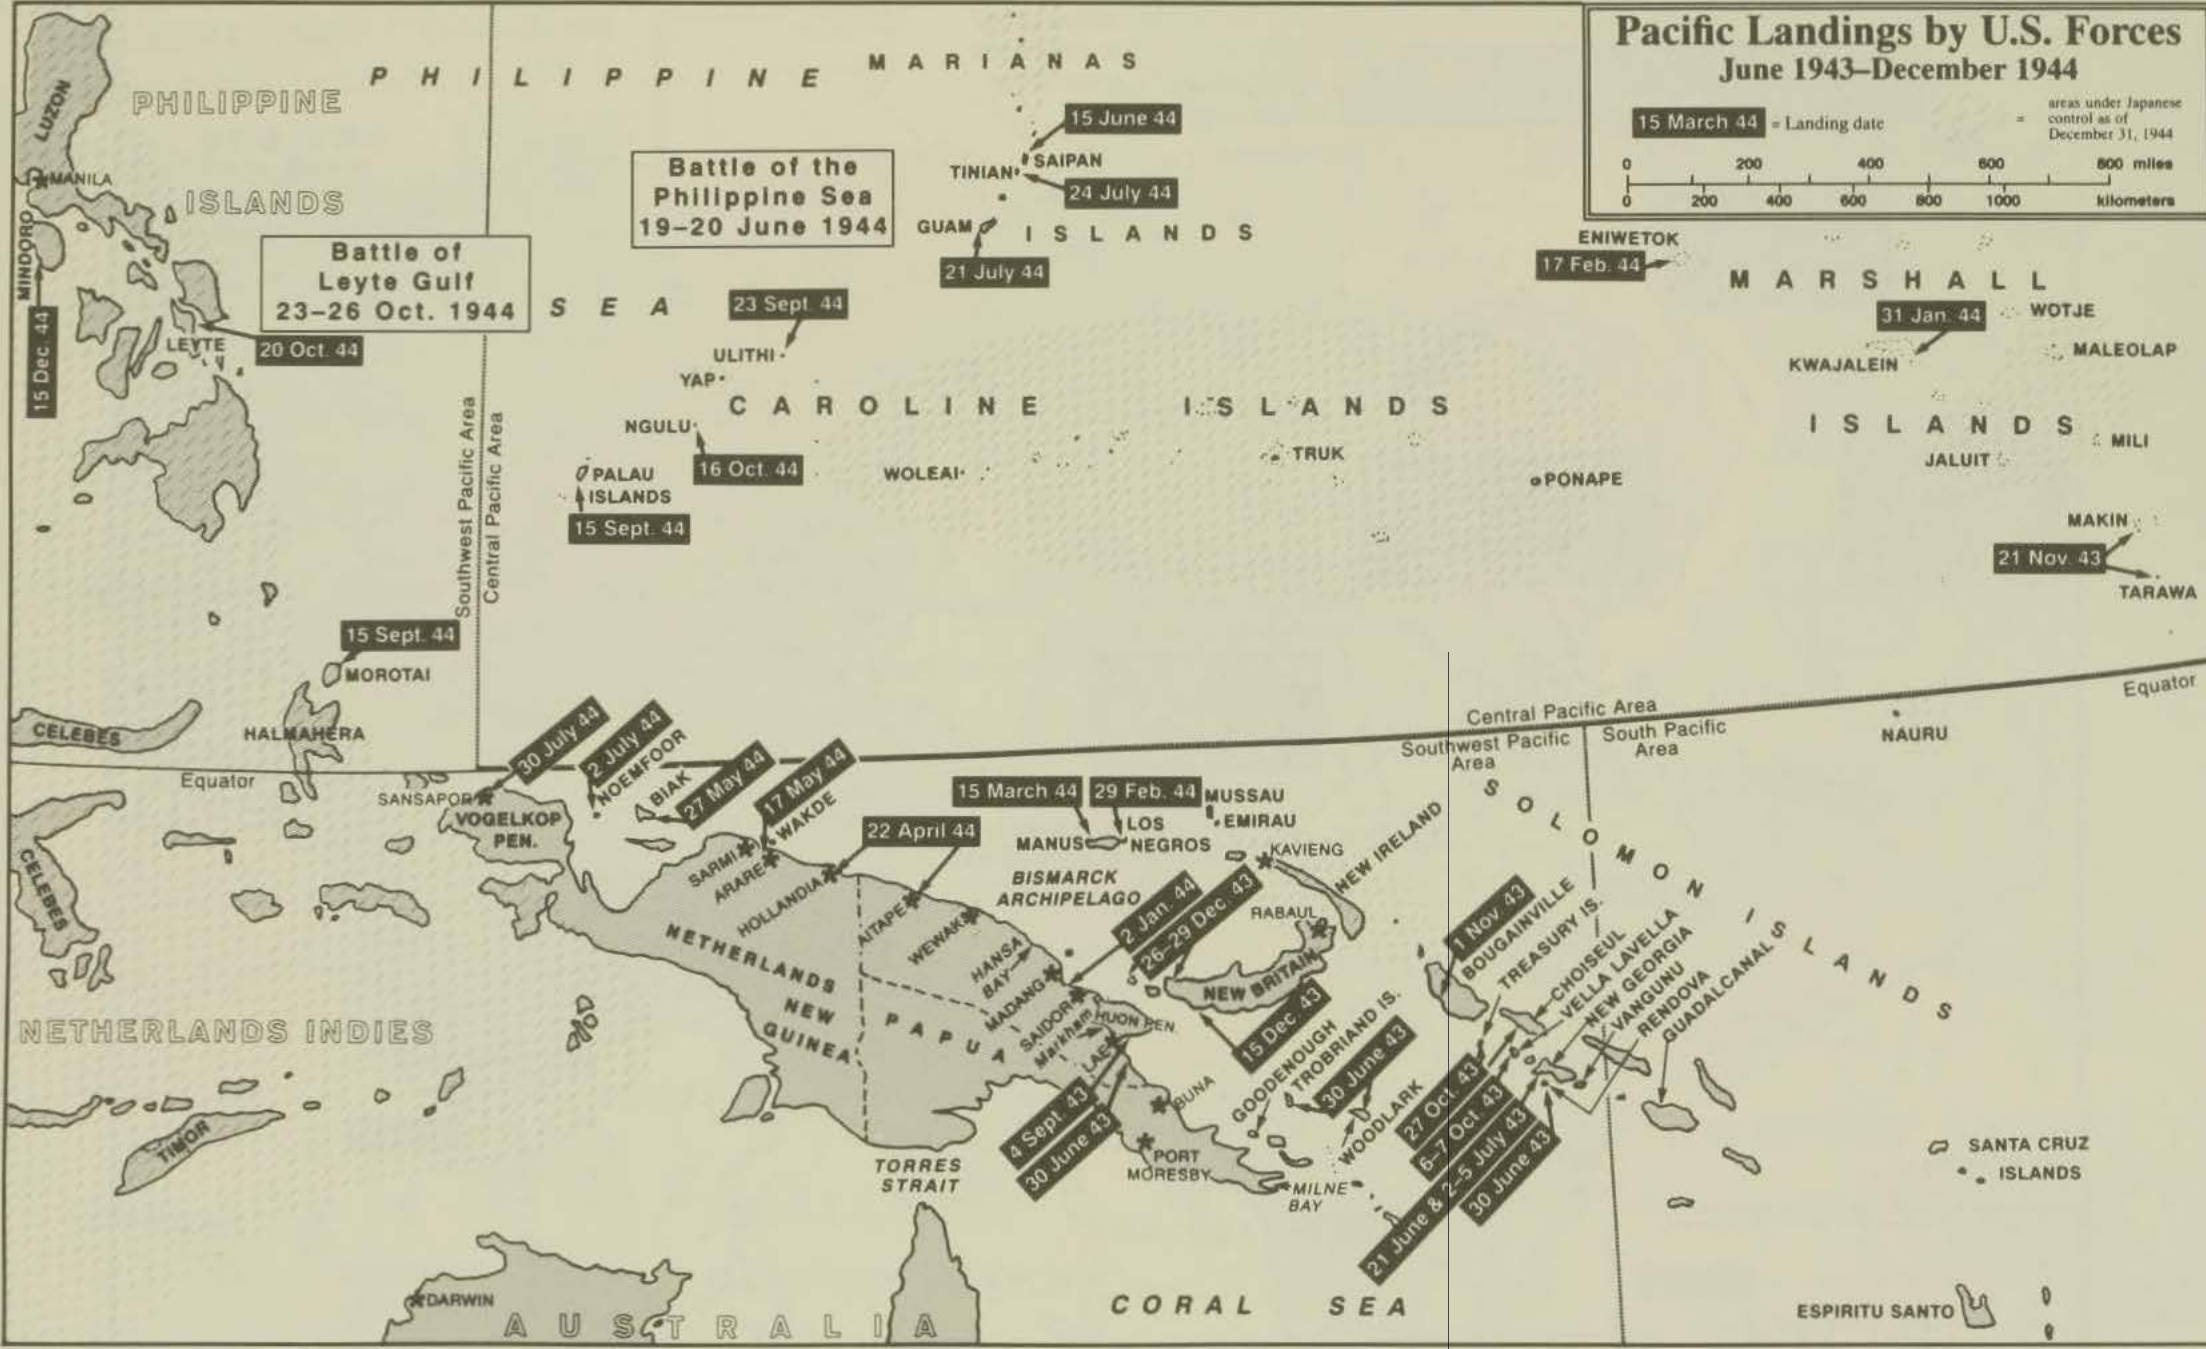 Pacific Landings by U.S. Forces
June 1943–December 1944
15 March 44 = Landing date
= areas under Japanese
control as of
December 31, 1944
0 200 400 600 800 miles
0 200 400 600 800 1000 kilometers
PHILIPPINE
SEA
MARIANAS
ISLANDS
PHILIPPINE
ISLANDS
LUZON
MANILA
MINDORO
15 Dec. 44
Battle of
Leyte Gulf
23–26 Oct. 1944
LEYTE
20 Oct. 44
Battle of the
Philippine Sea
19–20 June 1944
15 June 44
SAIPAN
TINIAN
24 July 44
GUAM
21 July 44
23 Sept. 44
ULITHI
YAP
NGULU
16 Oct. 44
PALAU
ISLANDS
15 Sept. 44
CAROLINE ISLANDS
WOLEAI
TRUK
PONAPE
ENIWETOK
17 Feb. 44
MARSHALL
ISLANDS
31 Jan. 44
KWAJALEIN
WOTJE
MALEOLAP
MILI
JALUIT
MAKIN
21 Nov. 43
TARAWA
Southwest Pacific Area
Central Pacific Area
15 Sept. 44
MOROTAI
HALMAHERA
CELEBES
Equator
Central Pacific Area
Southwest Pacific
Area
South Pacific
Area
Equator
NAURU
30 July 44
SANSAPOR
VOGELKOP
PEN.
2 July 44
NOEMFOOR
BIAK
27 May 44
17 May 44
WAKDE
SARMI
ARARE
HOLLANDIA
22 April 44
AITAPE
WEWAK
HANSA
BAY
MADANG
SAIDOR
Markham
HUON PEN.
LAE
15 March 44
29 Feb. 44
MANUS
LOS
NEGROS
MUSSAU
EMIRAU
BISMARCK
ARCHIPELAGO
KAVIENG
NEW IRELAND
RABAUL
2 Jan. 44
26–29 Dec. 43
NEW BRITAIN
15 Dec. 43
NETHERLANDS
NEW
GUINEA
PAPUA
CELEBES
NETHERLANDS INDIES
TIMOR
4 Sept. 43
30 June 43
BUNA
PORT
MORESBY
MILNE
BAY
TORRES
STRAIT
GOODENOUGH
TROBRIAND IS.
30 June 43
WOODLARK
SOLOMON ISLANDS
1 Nov. 43
BOUGAINVILLE
TREASURY IS.
CHOISEUL
VELLA LAVELLA
NEW GEORGIA
VANGUNU
RENDOVA
GUADALCANAL
27 Oct. 43
6–7 Oct. 43
21 June & 2–5 July 43
30 June 43
SANTA CRUZ
ISLANDS
ESPIRITU SANTO
DARWIN
AUSTRALIA
CORAL SEA